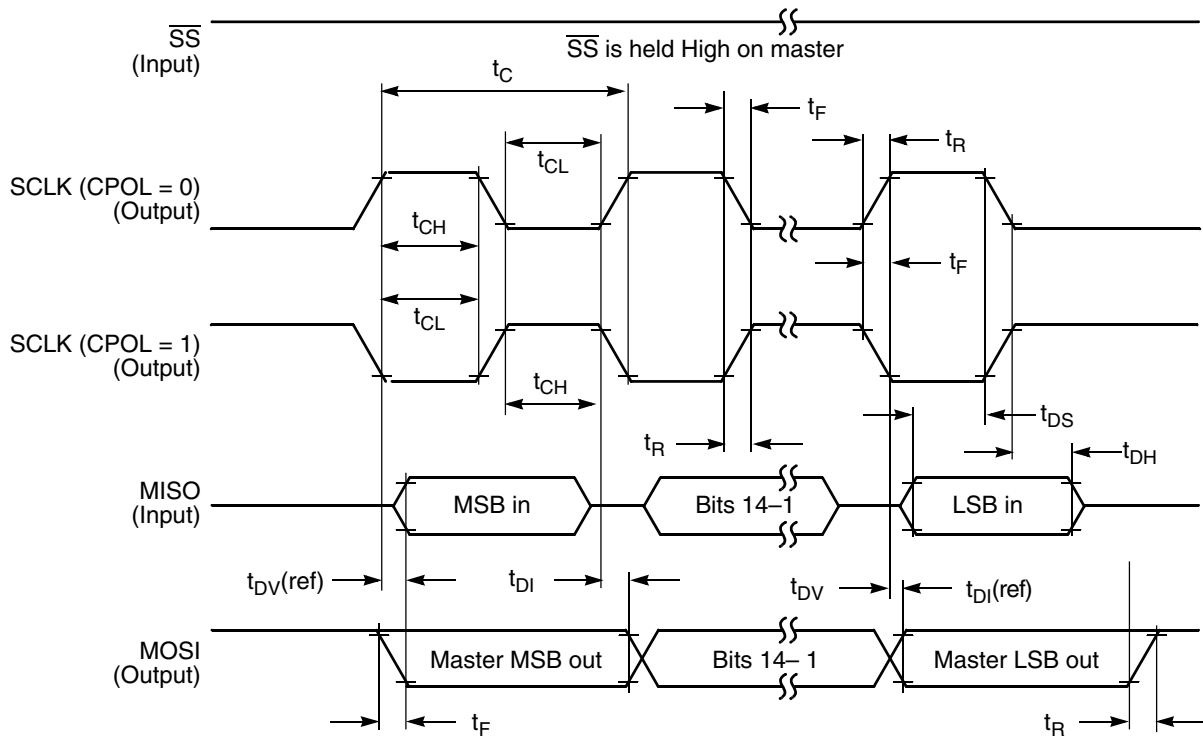 SS
(Input)
SS is held High on master
tC
tF
tR
tCL
SCLK (CPOL = 0)
(Output)
tCH
tF
tCL
SCLK (CPOL = 1)
(Output)
tCH
tDS
tR
tDH
MISO
(Input)
MSB in
Bits 14–1
LSB in
tDV(ref)
tDI
tDV
tDI(ref)
MOSI
(Output)
Master MSB out
Bits 14– 1
Master LSB out
tF
tR